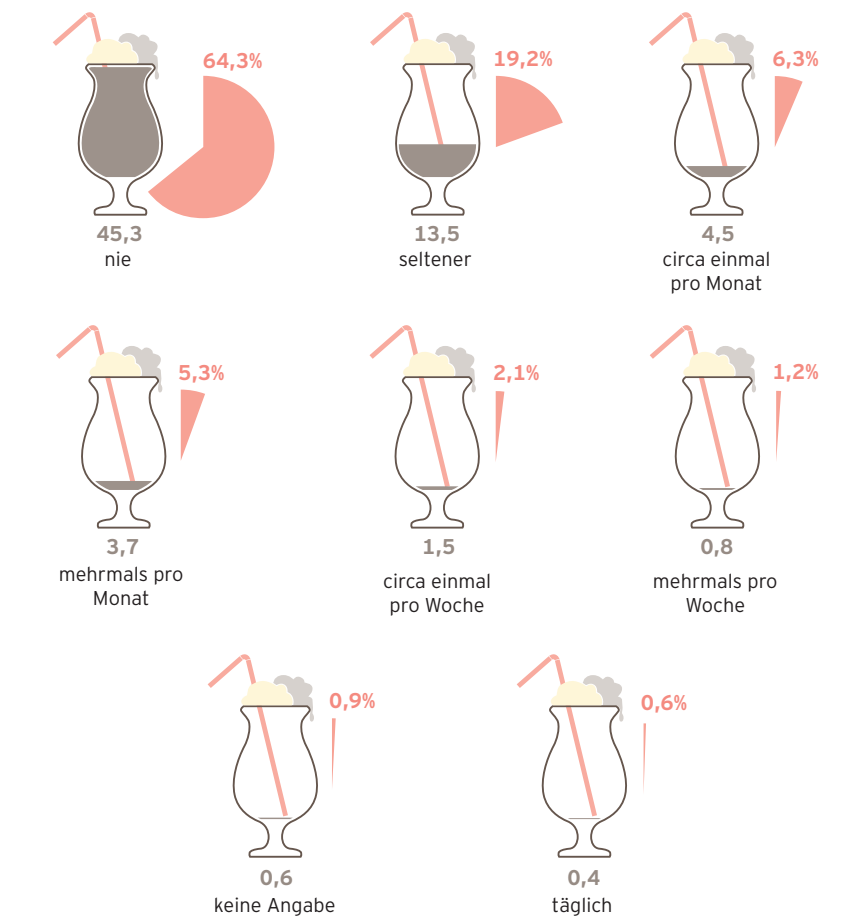 64,3%
45,3
nie
19,2%
13,5
seltener
6,3%
4,5
circa einmal
pro Monat
5,3%
3,7
mehrmals pro
Monat
2,1%
1,5
circa einmal
pro Woche
1,2%
0,8
mehrmals pro
Woche
0,9%
0,6
keine Angabe
0,6%
0,4
täglich